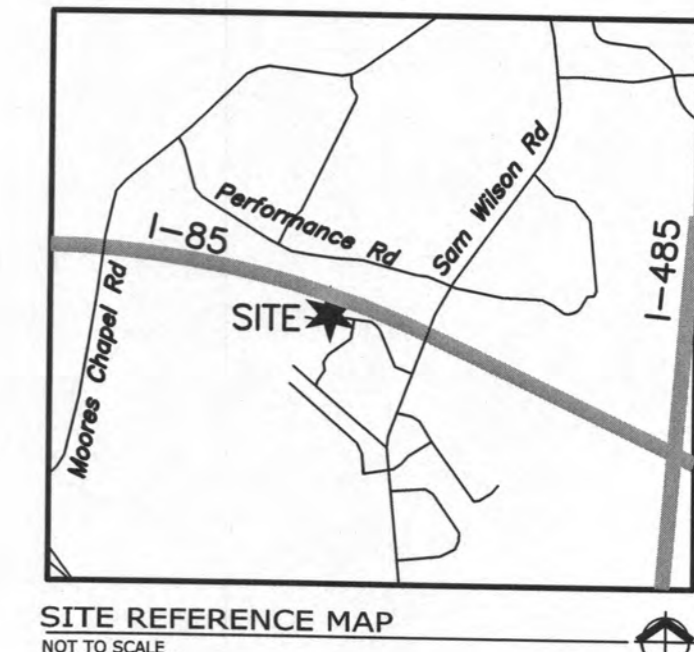 Sam Wilson Rd
Performance Rd
I-85
I-485
SITE
Moores Chapel Rd
SITE REFERENCE MAP
NOT TO SCALE